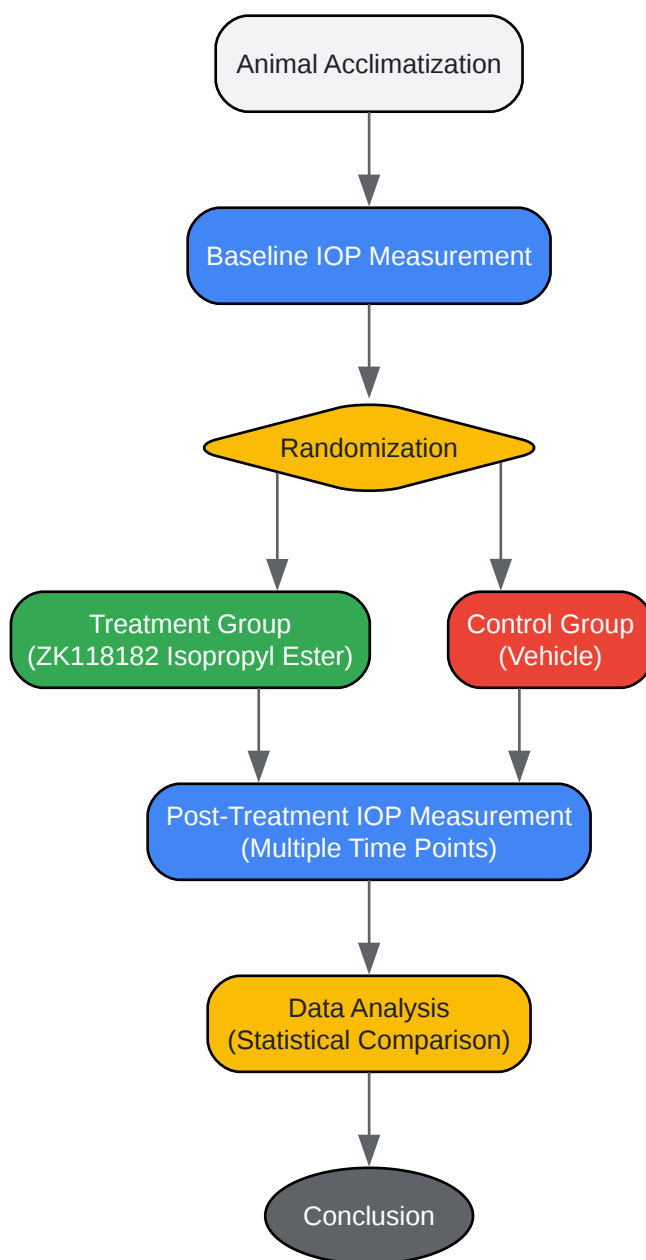 Animal Acclimatization
Baseline IOP Measurement
Randomization
Treatment Group
(ZK118182 Isopropyl Ester)
Control Group
(Vehicle)
Post-Treatment IOP Measurement
(Multiple Time Points)
Data Analysis
(Statistical Comparison)
Conclusion